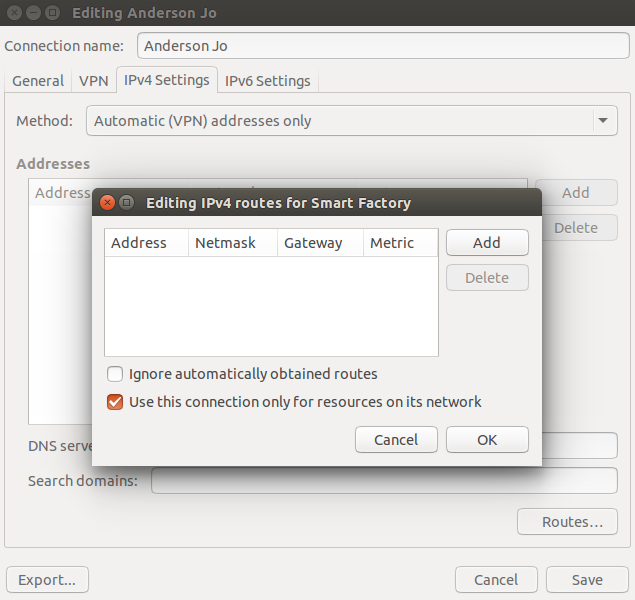 Editing Anderson Jo
Connection name: Anderson Jo
General VPN IPv4 Settings IPv6 Settings
Method: Automatic (VPN) addresses only
Addresses
Add
Delete
Editing IPv4 routes for Smart Factory
Address Netmask Gateway Metric Add
Delete
Ignore automatically obtained routes
Use this connection only for resources on its network
Cancel OK
DNS
Search domains:
Routes...
Export... Cancel Save